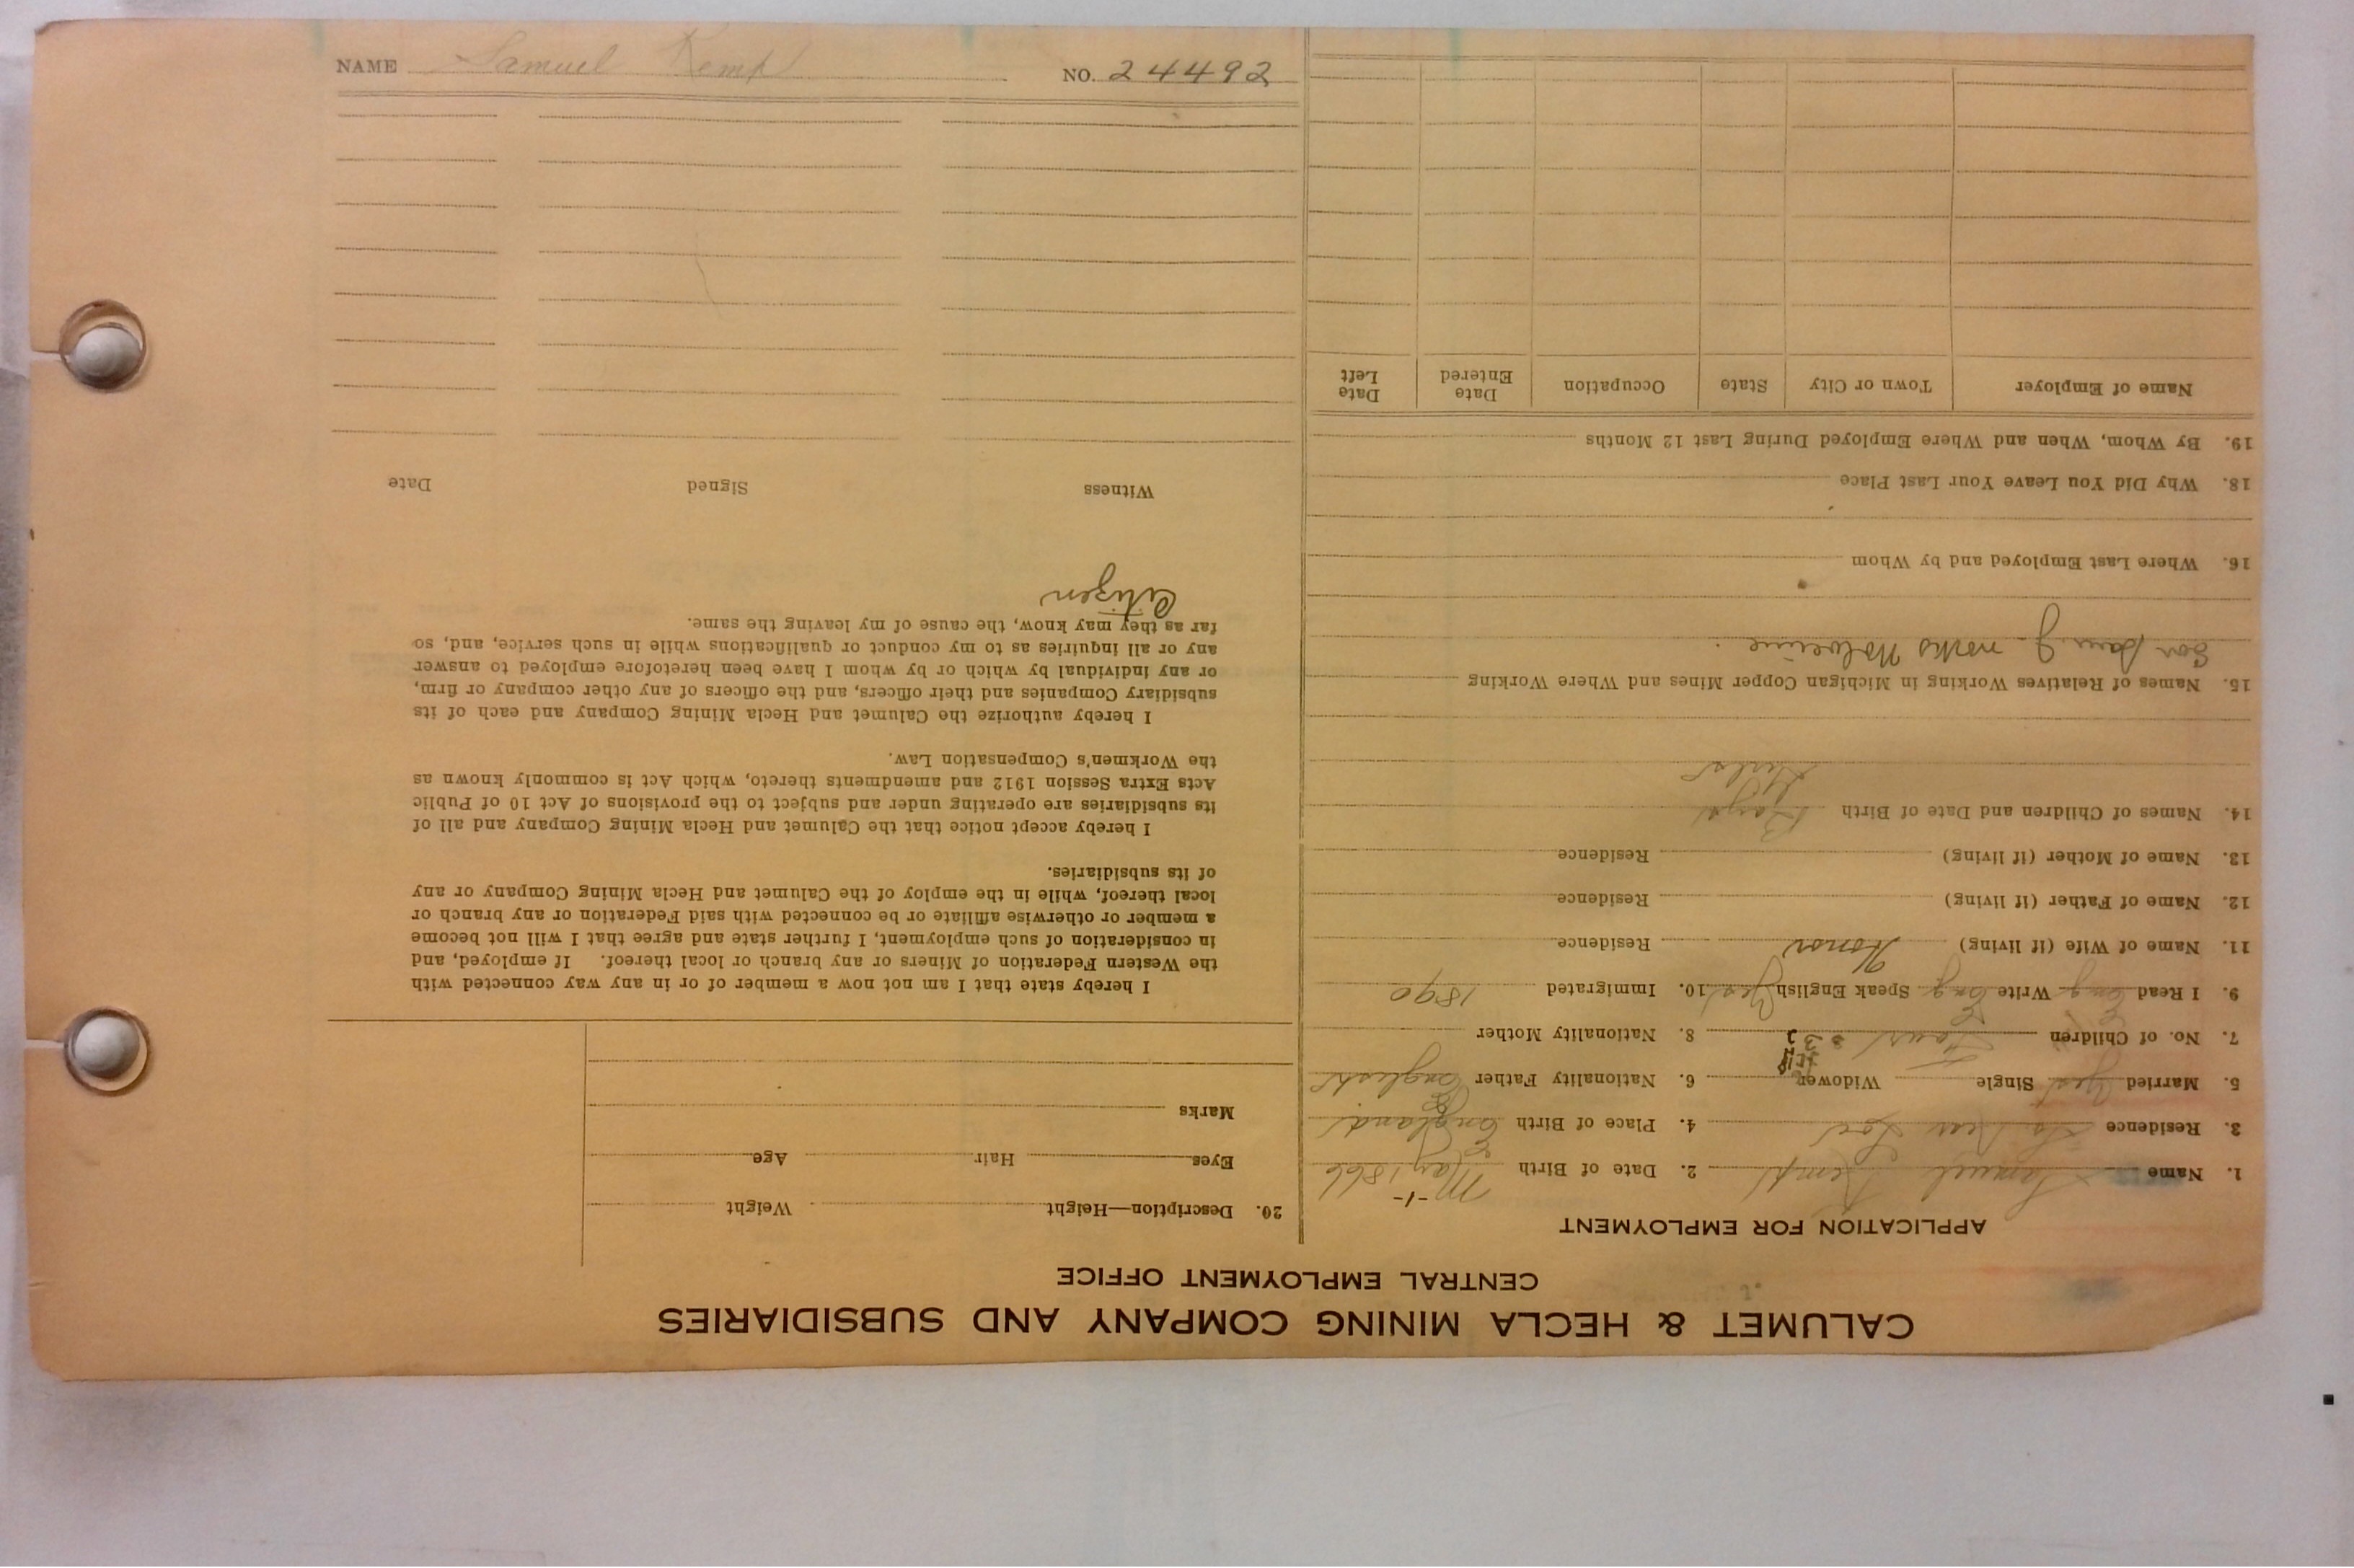 NAME Samuel Kemp NO. 24492
CALUMET & HECLA MINING COMPANY AND SUBSIDIARIES
CENTRAL EMPLOYMENT OFFICE
APPLICATION FOR EMPLOYMENT
1. Name Samuel Kemp 2. Date of Birth May -1- 1866
3. Residence 4. Place of Birth England
5. Married Yes Single Widower 6. Nationality Father English
7. No. of Children Four 8. Nationality Mother
9. I Read Eng Write Eng Speak English Yes 10. Immigrated 1890
11. Name of Wife (if living) Honor Residence
12. Name of Father (if living) Residence
13. Name of Mother (if living) Residence
14. Names of Children and Date of Birth Boys
Girls
15. Names of Relatives Working in Michigan Copper Mines and Where Working
Son Sam J. works Wolverine.
16. Where Last Employed and by Whom
18. Why Did You Leave Your Last Place
19. By Whom, When and Where Employed During Last 12 Months
Name of Employer Town or City State Occupation Date Entered Date Left
20. Description—Height Weight
Eyes Hair Age
Marks
I hereby state that I am not now a member of or in any way connected with
the Western Federation of Miners or any branch or local thereof. If employed, and
in consideration of such employment, I further state and agree that I will not become
a member or otherwise affiliate or be connected with said Federation or any branch or
local thereof, while in the employ of the Calumet and Hecla Mining Company or any
of its subsidiaries.
I hereby accept notice that the Calumet and Hecla Mining Company and all of
its subsidiaries are operating under and subject to the provisions of Act 10 of Public
Acts Extra Session 1912 and amendments thereto, which Act is commonly known as
the Workmen's Compensation Law.
I hereby authorize the Calumet and Hecla Mining Company and each of its
subsidiary Companies and their officers, and the officers of any other company or firm,
or any individual by which or by whom I have been heretofore employed to answer
any or all inquiries as to my conduct or qualifications while in such service, and, so
far as they may know, the cause of my leaving the same.
Citizen
Witness Signed Date